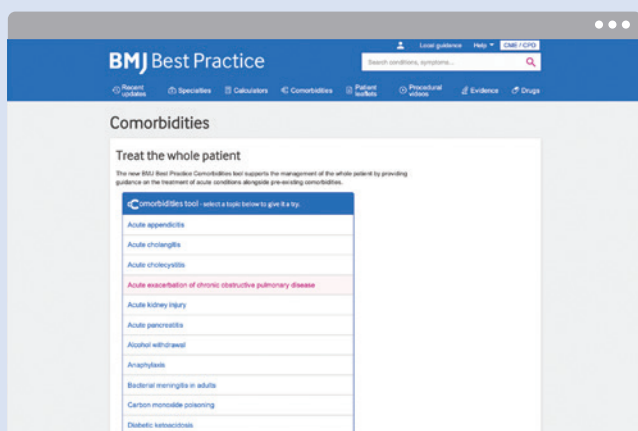 Local guidance Help CME / CPD
BMJ Best Practice
Search conditions, symptoms...
Recent updates Specialties Calculators Comorbidities Patient leaflets Procedural videos Evidence Drugs
Comorbidities
Treat the whole patient
The new BMJ Best Practice Comorbidities tool supports the management of the whole patient by providing
guidance on the treatment of acute conditions alongside pre-existing comorbidities.
Comorbidities tool - select a topic below to give it a try.
Acute appendicitis
Acute cholangitis
Acute cholecystitis
Acute exacerbation of chronic obstructive pulmonary disease
Acute kidney injury
Acute pancreatitis
Alcohol withdrawal
Anaphylaxis
Bacterial meningitis in adults
Carbon monoxide poisoning
Diabetic ketoacidosis